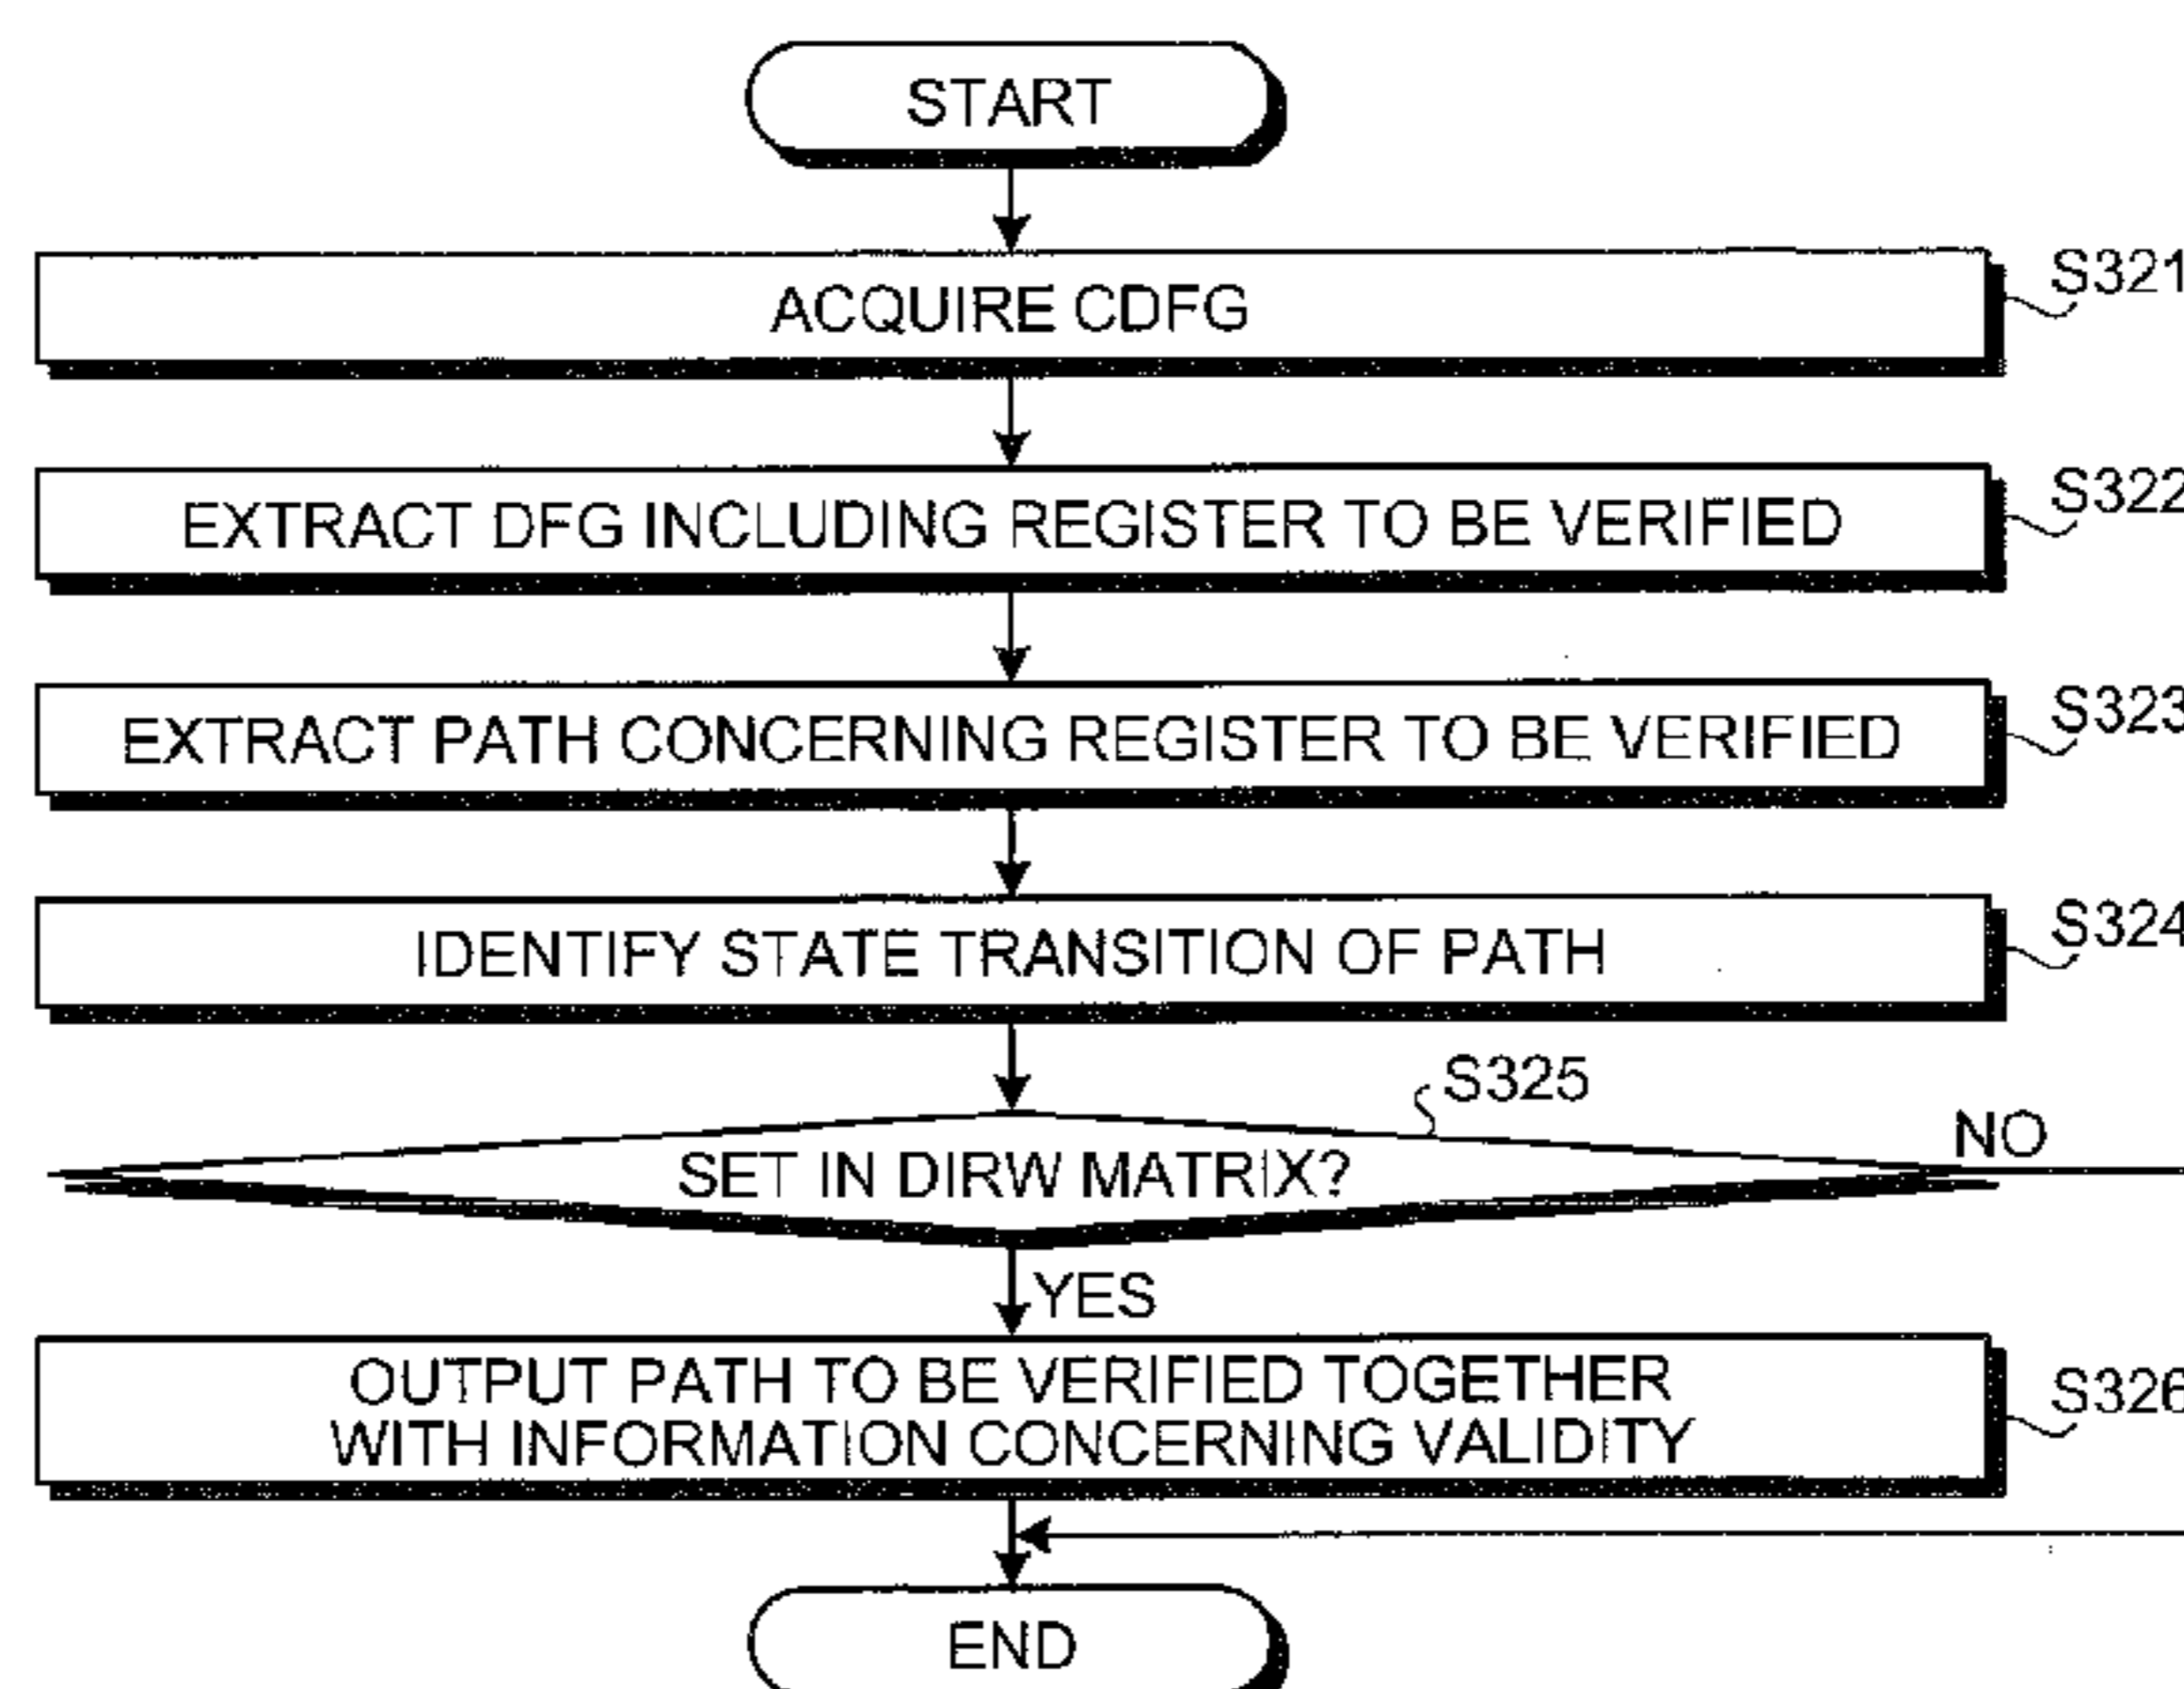 START
ACQUIRE CDFG
S321
EXTRACT DFG INCLUDING REGISTER TO BE VERIFIED
S322
EXTRACT PATH CONCERNING REGISTER TO BE VERIFIED
S323
IDENTIFY STATE TRANSITION OF PATH
S324
S325
SET IN DIRW MATRIX?
NO
YES
OUTPUT PATH TO BE VERIFIED TOGETHER
WITH INFORMATION CONCERNING VALIDITY
S326
END